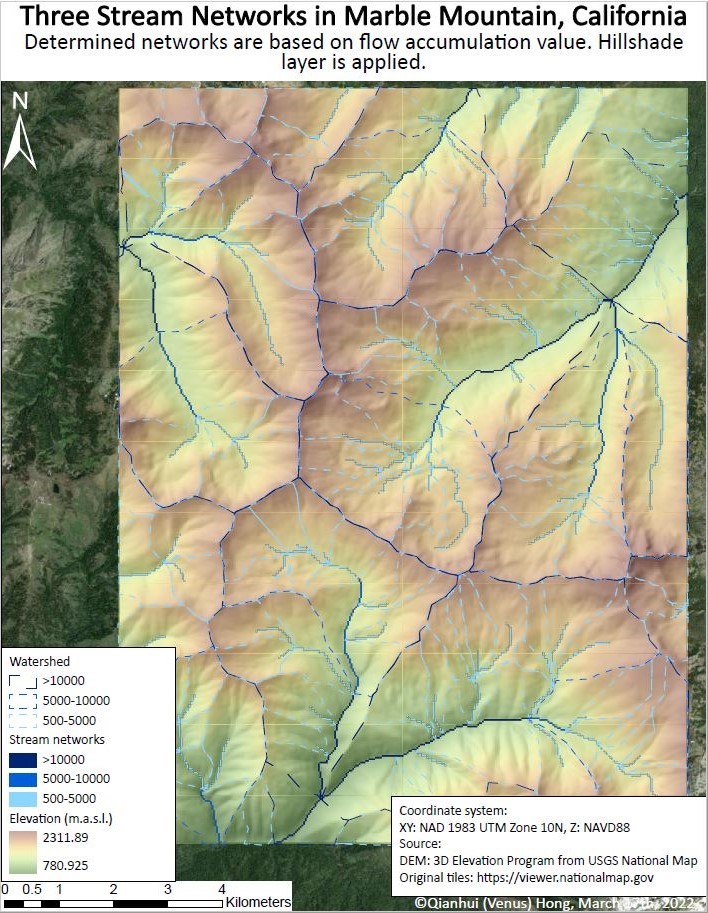 Three Stream Networks in Marble Mountain, California
Determined networks are based on flow accumulation value. Hillshade
layer is applied.
N
Watershed
>10000
5000-10000
500-5000
Stream networks
>10000
5000-10000
500-5000
Elevation (m.a.s.l.)
2311.89
780.925
0 0.5 1 2 3 4
Kilometers
Coordinate system:
XY: NAD 1983 UTM Zone 10N, Z: NAVD88
Source:
DEM: 3D Elevation Program from USGS National Map
Original tiles: https://viewer.nationalmap.gov
©Qianhui (Venus) Hong, March 17th, 2022